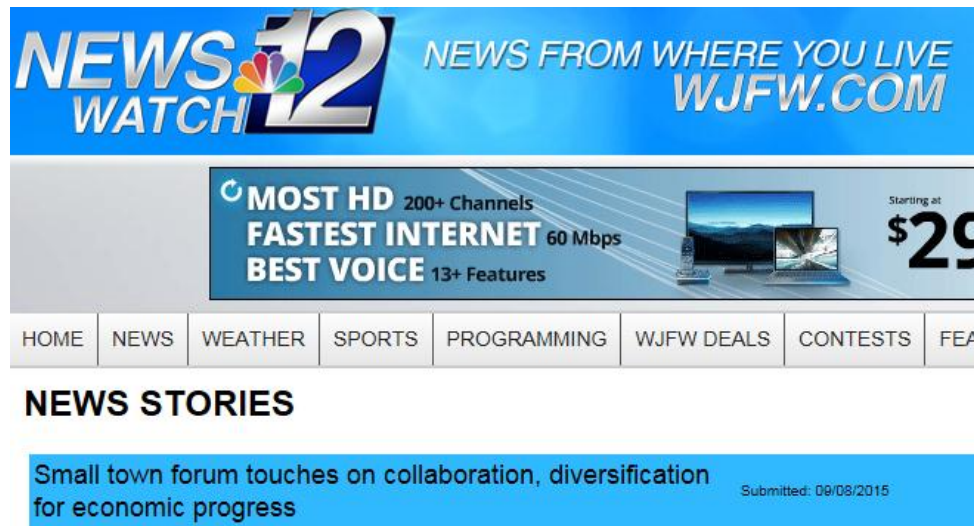 NEWS 12
WATCH
NEWS FROM WHERE YOU LIVE
WJFW.COM
MOST HD 200+ Channels
FASTEST INTERNET 60 Mbps
BEST VOICE 13+ Features
Starting at
$29
HOME NEWS WEATHER SPORTS PROGRAMMING WJFW DEALS CONTESTS FEA
NEWS STORIES
Small town forum touches on collaboration, diversification
for economic progress
Submitted: 09/08/2015